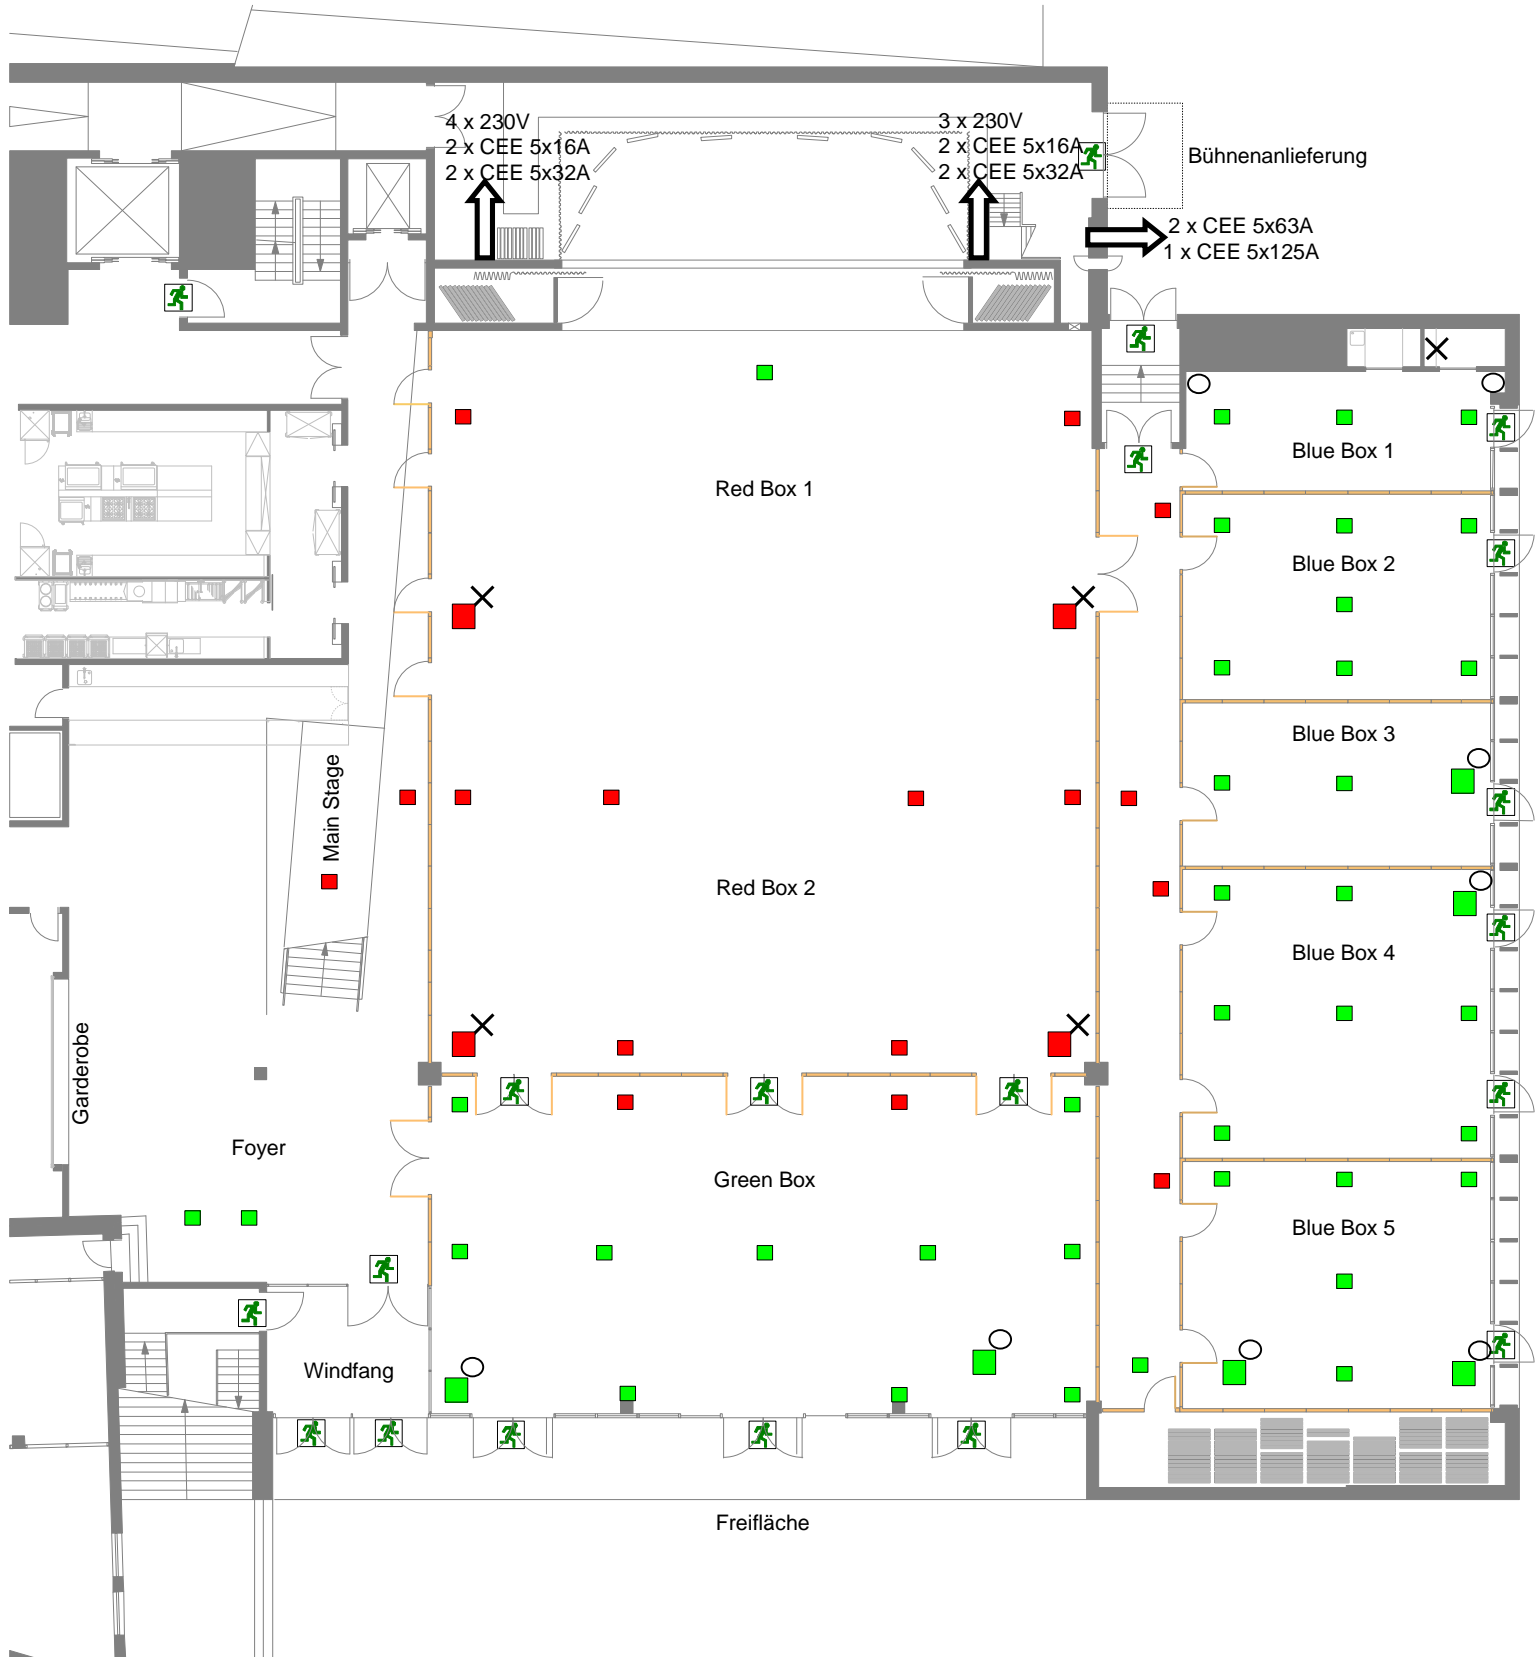 4 x 230V
2 x CEE 5x16A
2 x CEE 5x32A
3 x 230V
2 x CEE 5x16A
2 x CEE 5x32A
Bühnenanlieferung
2 x CEE 5x63A
1 x CEE 5x125A
Red Box 1
Blue Box 1
Blue Box 2
Blue Box 3
Main Stage
Red Box 2
Blue Box 4
Garderobe
Foyer
Green Box
Blue Box 5
Windfang
Freifläche